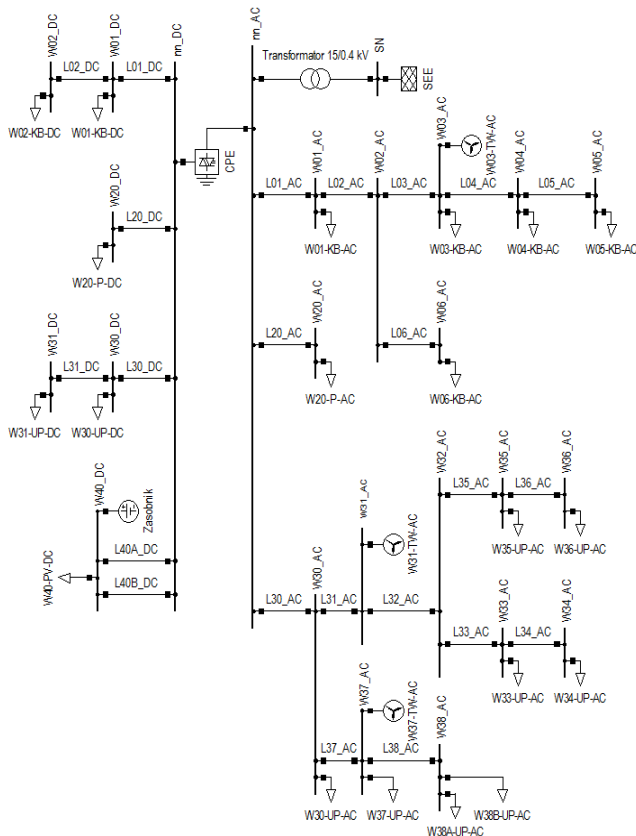 W02_DC
W01_DC
nn_DC
nn_AC
L02_DC
L01_DC
W02-KB-DC
W01-KB-DC
Transformator 15/0.4 kV
SN
SEE
CPE
W20_DC
L20_DC
W20-P-DC
W01_AC
W02_AC
W03_AC
W03-TW-AC
W04_AC
W05_AC
L01_AC
L02_AC
L03_AC
L04_AC
L05_AC
W01-KB-AC
W03-KB-AC
W04-KB-AC
W05-KB-AC
W20_AC
W06_AC
L20_AC
L06_AC
W20-P-AC
W06-KB-AC
W31_DC
W30_DC
L31_DC
L30_DC
W31-UP-DC
W30-UP-DC
W40_DC
Zasobnik
L40A_DC
L40B_DC
W40-PV-DC
W32_AC
W35_AC
W36_AC
L35_AC
L36_AC
W35-UP-AC
W36-UP-AC
W31_AC
W31-TW-AC
W30_AC
L30_AC
L31_AC
L32_AC
W33_AC
W34_AC
L33_AC
L34_AC
W33-UP-AC
W34-UP-AC
W37_AC
W37-TW-AC
W38_AC
L37_AC
L38_AC
W30-UP-AC
W37-UP-AC
W38B-UP-AC
W38A-UP-AC